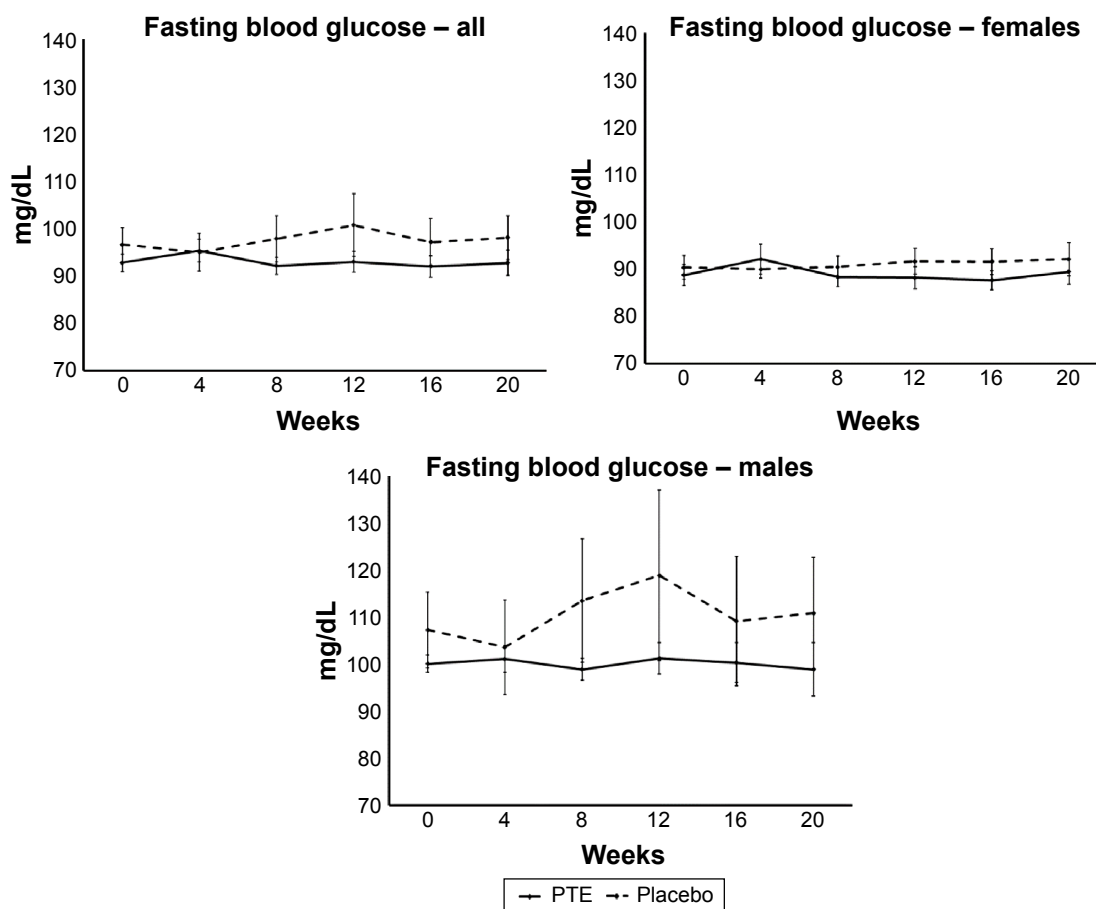 Fasting blood glucose – all
140
130
120
110
100
90
80
70
mg/dL
0 4 8 12 16 20
Weeks
Fasting blood glucose – females
140
130
120
110
100
90
80
70
mg/dL
0 4 8 12 16 20
Weeks
Fasting blood glucose – males
140
130
120
110
100
90
80
70
mg/dL
0 4 8 12 16 20
Weeks
PTE Placebo